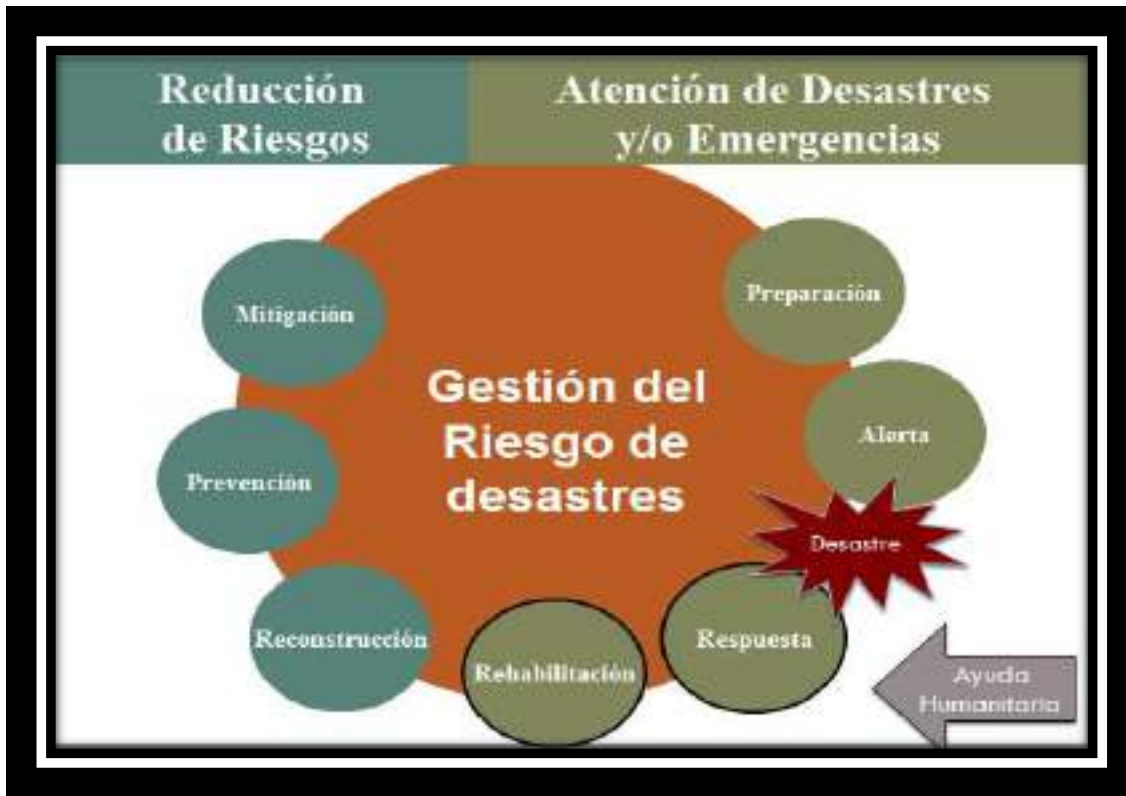 Reducción
de Riesgos
Atención de Desastres
y/o Emergencias
Mitigación
Preparación
Gestión del
Riesgo de
desastres
Alerta
Prevención
Desastre
Reconstrucción
Rehabilitación
Respuesta
Ayuda
Humanitaria